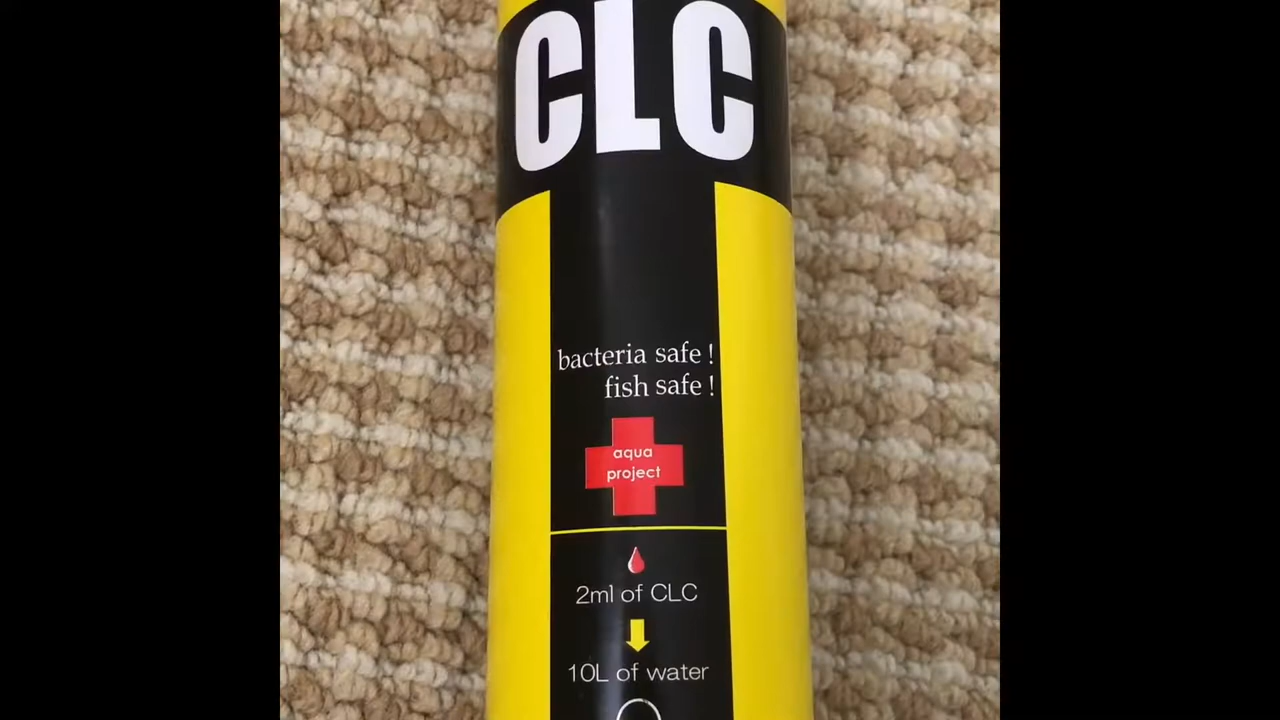 CLC
bacteria safe !
fish safe !
aqua
project
2ml of CLC
10L of water